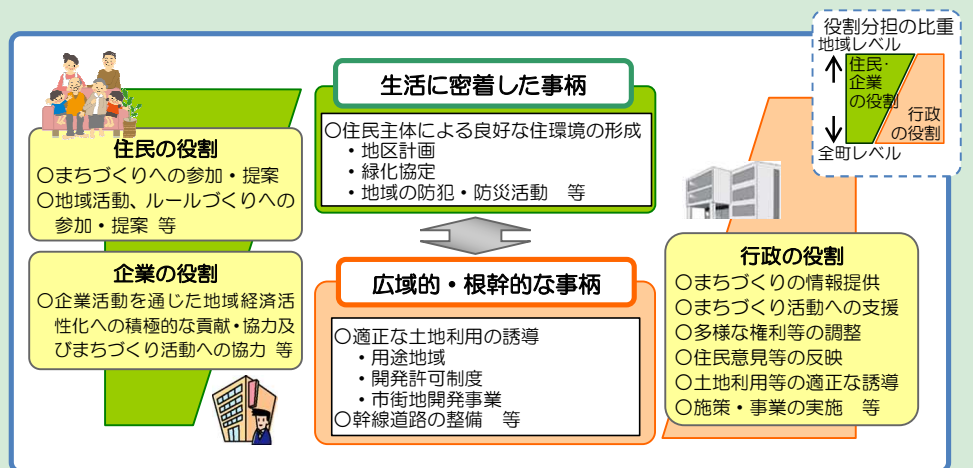 役割分担の比重
地域レベル
住民・
企業
の役割
行政
の役割
全町レベル
生活に密着した事柄
○住民主体による良好な住環境の形成
・地区計画
・緑化協定
・地域の防犯・防災活動　等
住民の役割
○まちづくりへの参加・提案
○地域活動、ルールづくりへの
参加・提案 等
企業の役割
○企業活動を通じた地域経済活
性化への積極的な貢献・協力及
びまちづくり活動への協力 等
広域的・根幹的な事柄
○適正な土地利用の誘導
・用途地域
・開発許可制度
・市街地開発事業
○幹線道路の整備　等
行政の役割
○まちづくりの情報提供
○まちづくり活動への支援
○多様な権利等の調整
○住民意見等の反映
○土地利用等の適正な誘導
○施策・事業の実施　等